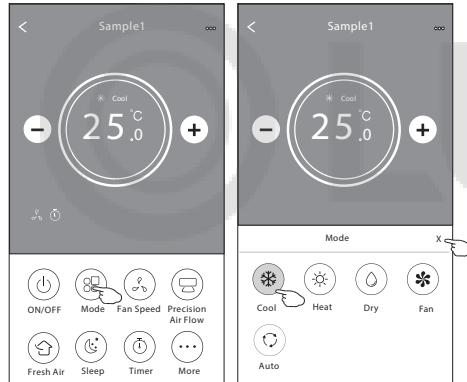 Sample1
Cool
25.0°C
ON/OFF
Mode
Fan Speed
Precision
Air Flow
Fresh Air
Sleep
Timer
More
Sample1
Cool
25.0°C
Mode
X
Cool
Heat
Dry
Fan
Auto